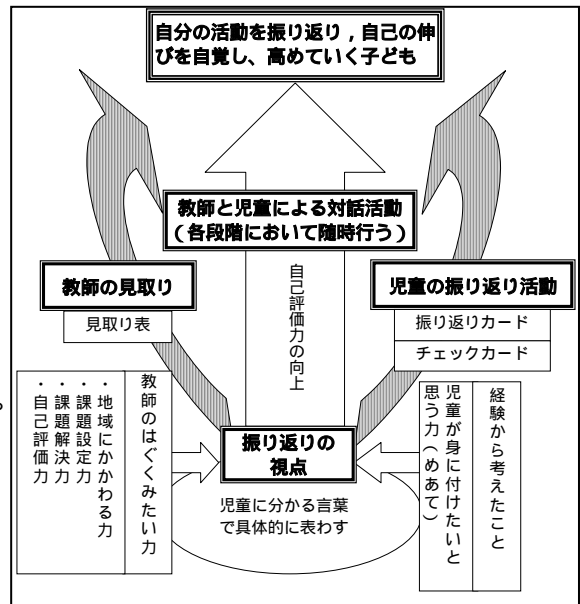 自分の活動を振り返り，自己の伸
びを自覚し、高めていく子ども
教師と児童による対話活動
（各段階において随時行う）
教師の見取り
見取り表
自己評価力の向上
児童の振り返り活動
振り返りカード
チェックカード
教師のはぐくみたい力
・地域にかかわる力
・課題設定力
・課題解決力
・自己評価力
振り返りの
視点
児童に分かる言葉
で具体的に表わす
経験から考えたこと
児童が身に付けたいと
思う力（めあて）
。